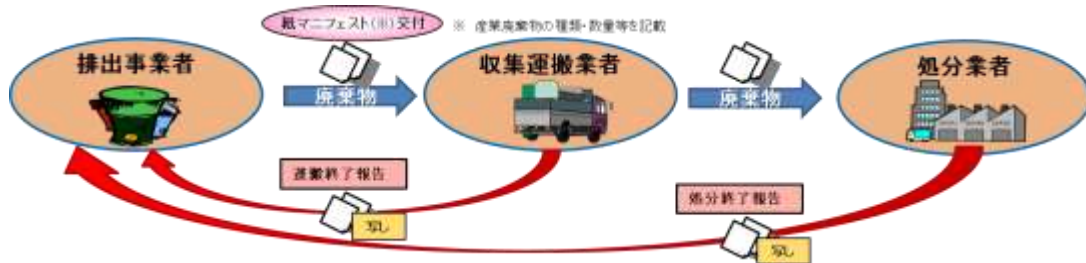 紙マニフェスト(※)交付
※ 産業廃棄物の種類・数量等を記載
排出事業者
収集運搬業者
処分業者
廃棄物
廃棄物
運搬終了報告
写し
処分終了報告
写し